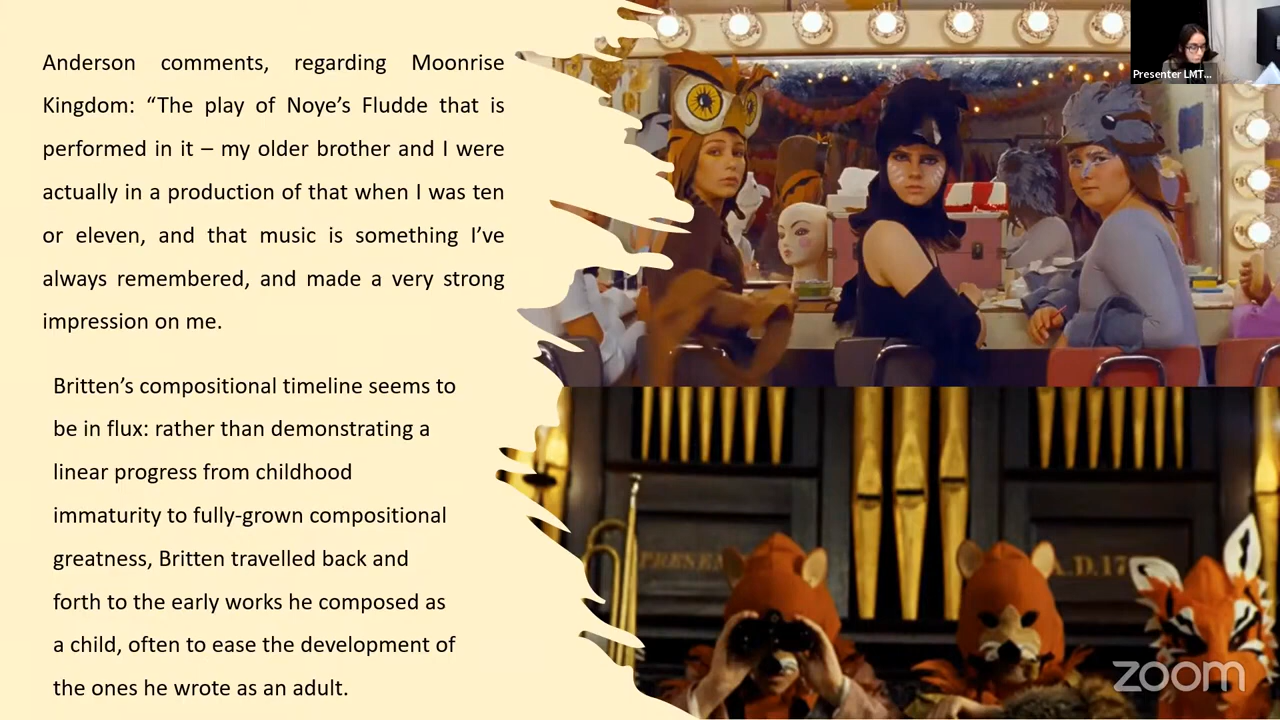 Anderson comments, regarding Moonrise
Kingdom: “The play of Noye’s Fludde that is
performed in it – my older brother and I were
actually in a production of that when I was ten
or eleven, and that music is something I’ve
always remembered, and made a very strong
impression on me.
Britten’s compositional timeline seems to
be in flux: rather than demonstrating a
linear progress from childhood
immaturity to fully-grown compositional
greatness, Britten travelled back and
forth to the early works he composed as
a child, often to ease the development of
the ones he wrote as an adult.
Presenter LMT...
PRESEN
A.D.17
zoom